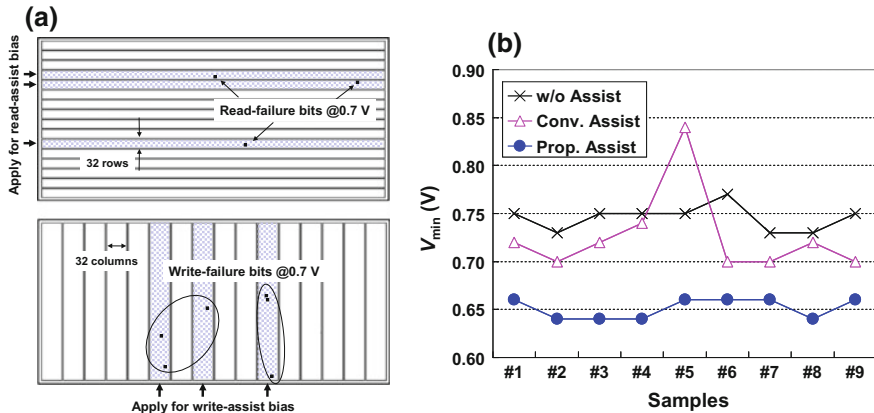 (a)
Apply for read-assist bias
Read-failure bits @0.7 V
32 rows
32 columns
Write-failure bits @0.7 V
Apply for write-assist bias
(b)
0.90
0.85
0.80
0.75
0.70
0.65
0.60
Vmin (V)
w/o Assist
Conv. Assist
Prop. Assist
#1 #2 #3 #4 #5 #6 #7 #8 #9
Samples